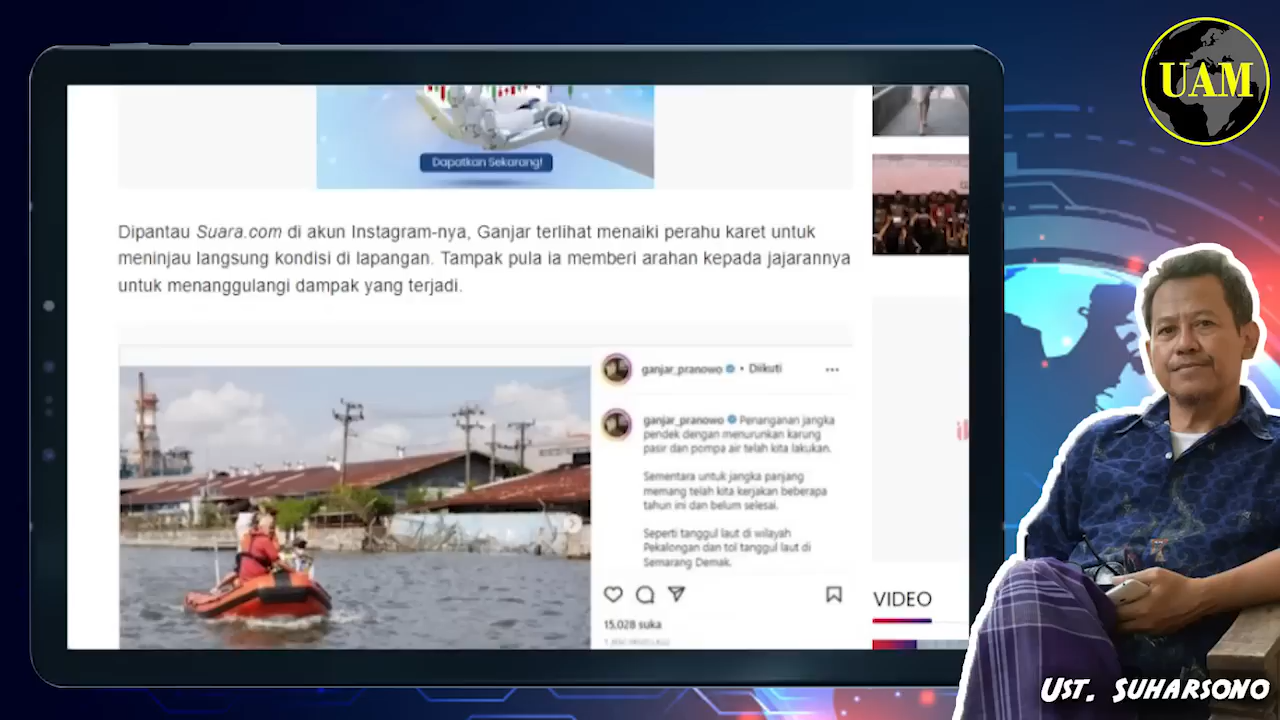 UAM
Dapatkan Sekarang!
Dipantau Suara.com di akun Instagram-nya, Ganjar terlihat menaiki perahu karet untuk
meninjau langsung kondisi di lapangan. Tampak pula ia memberi arahan kepada jajarannya
untuk menanggulangi dampak yang terjadi.
ganjar_pranowo • Diikuti
ganjar_pranowo Penanganan jangka
pendek dengan menurunkan karung
pasir dan pompa air telah kita lakukan.
Sementara untuk jangka panjang
memang telah kita kerjakan beberapa
tahun ini dan belum selesai.
Seperti tanggul laut di wilayah
Pekalongan dan tol tanggul laut di
Semarang Demak.
15.028 suka
VIDEO
UST. SUHARSONO